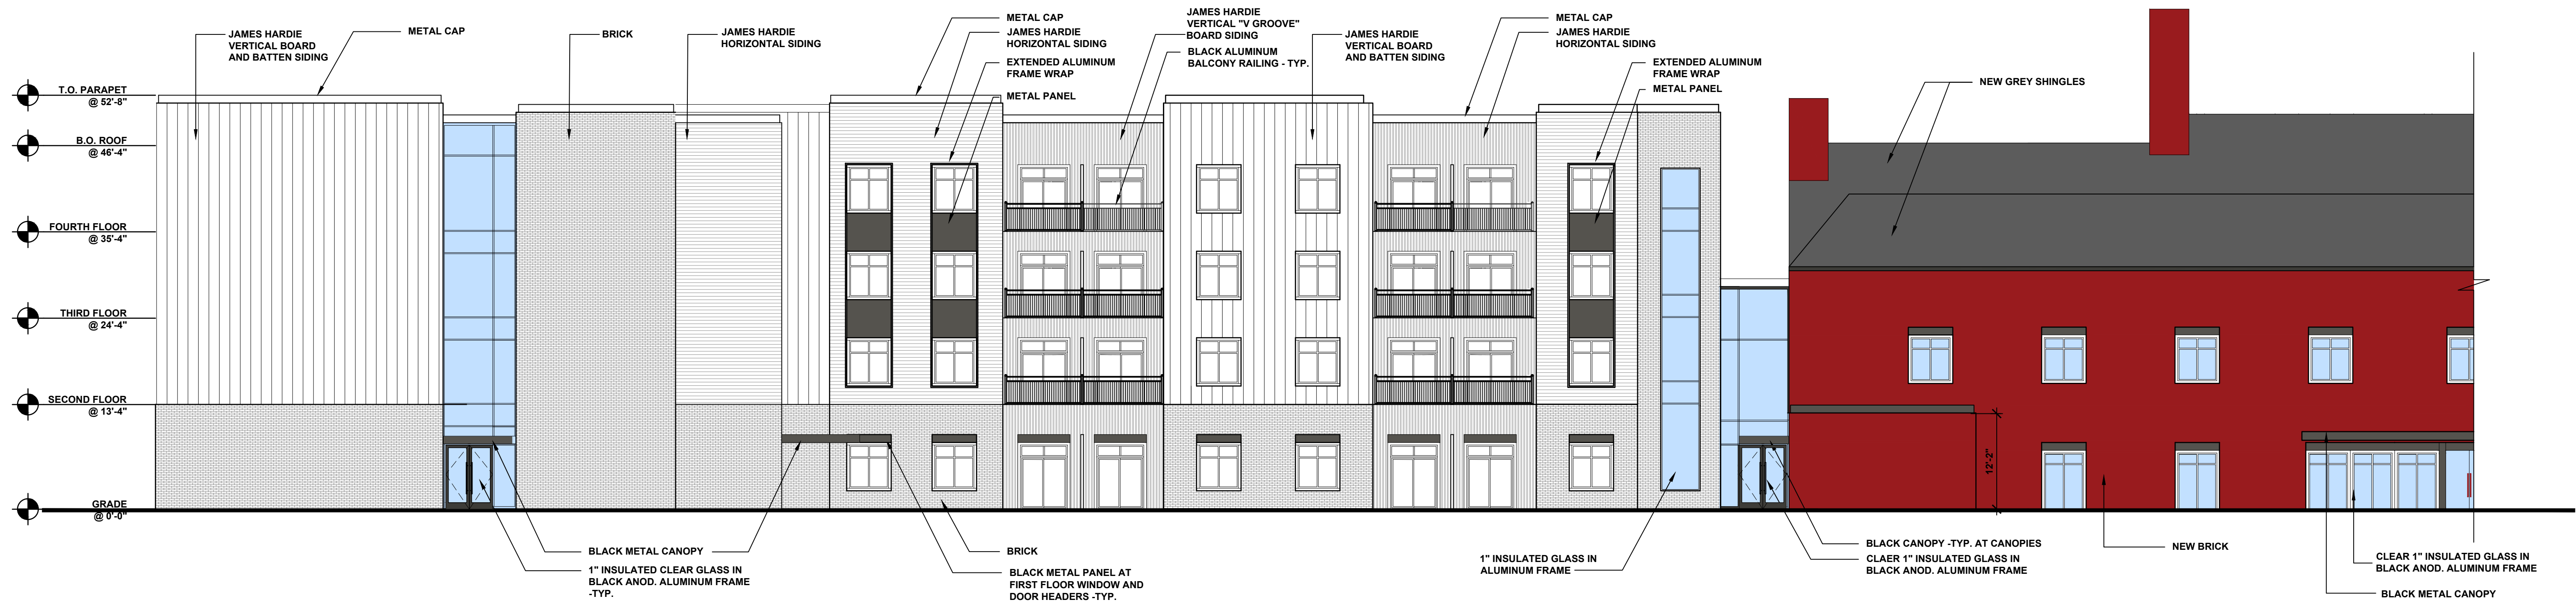 JAMES HARDIE
VERTICAL BOARD
AND BATTEN SIDING
METAL CAP
BRICK
JAMES HARDIE
HORIZONTAL SIDING
METAL CAP
JAMES HARDIE
HORIZONTAL SIDING
EXTENDED ALUMINUM
FRAME WRAP
METAL PANEL
JAMES HARDIE
VERTICAL "V GROOVE"
BOARD SIDING
BLACK ALUMINUM
BALCONY RAILING - TYP.
JAMES HARDIE
VERTICAL BOARD
AND BATTEN SIDING
METAL CAP
JAMES HARDIE
HORIZONTAL SIDING
EXTENDED ALUMINUM
FRAME WRAP
METAL PANEL
NEW GREY SHINGLES
T.O. PARAPET
@ 52'-8"
B.O. ROOF
@ 46'-4"
FOURTH FLOOR
@ 35'-4"
THIRD FLOOR
@ 24'-4"
SECOND FLOOR
@ 13'-4"
GRADE
@ 0'-0"
12'-2"
BLACK METAL CANOPY
1" INSULATED CLEAR GLASS IN
BLACK ANOD. ALUMINUM FRAME
-TYP.
BRICK
BLACK METAL PANEL AT
FIRST FLOOR WINDOW AND
DOOR HEADERS -TYP.
1" INSULATED GLASS IN
ALUMINUM FRAME
BLACK CANOPY -TYP. AT CANOPIES
CLAER 1" INSULATED GLASS IN
BLACK ANOD. ALUMINUM FRAME
NEW BRICK
CLEAR 1" INSULATED GLASS IN
BLACK ANOD. ALUMINUM FRAME
BLACK METAL CANOPY